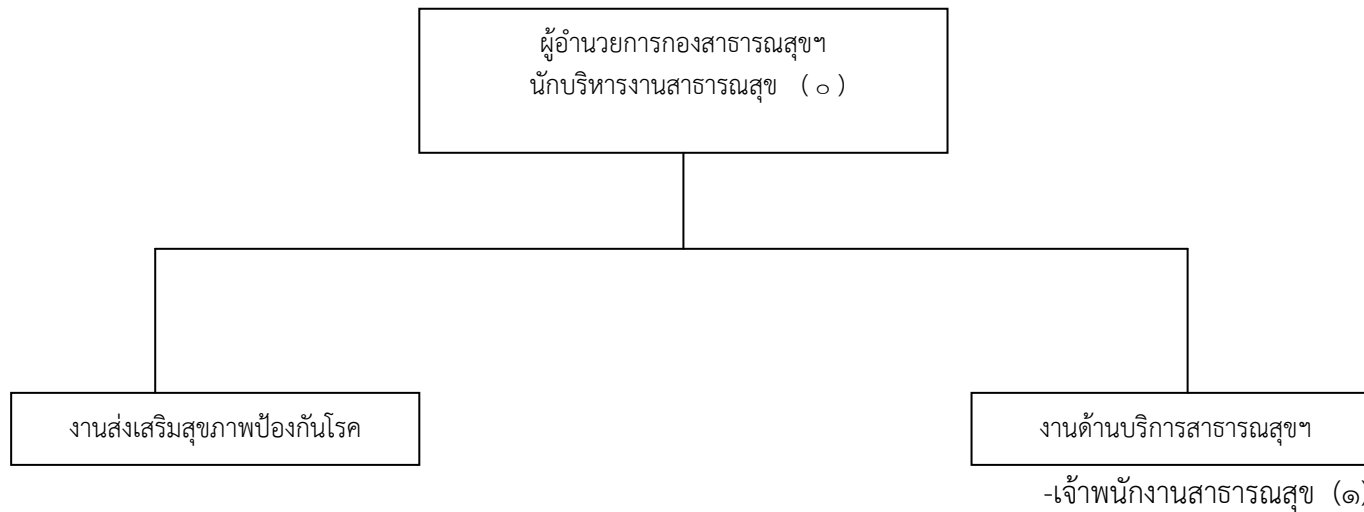 ผู้อำนวยการกองสาธารณสุขฯ
นักบริหารงานสาธารณสุข (๐)
งานส่งเสริมสุขภาพป้องกันโรค
งานด้านบริการสาธารณสุขฯ
-เจ้าพนักงานสาธารณสุข (๑)